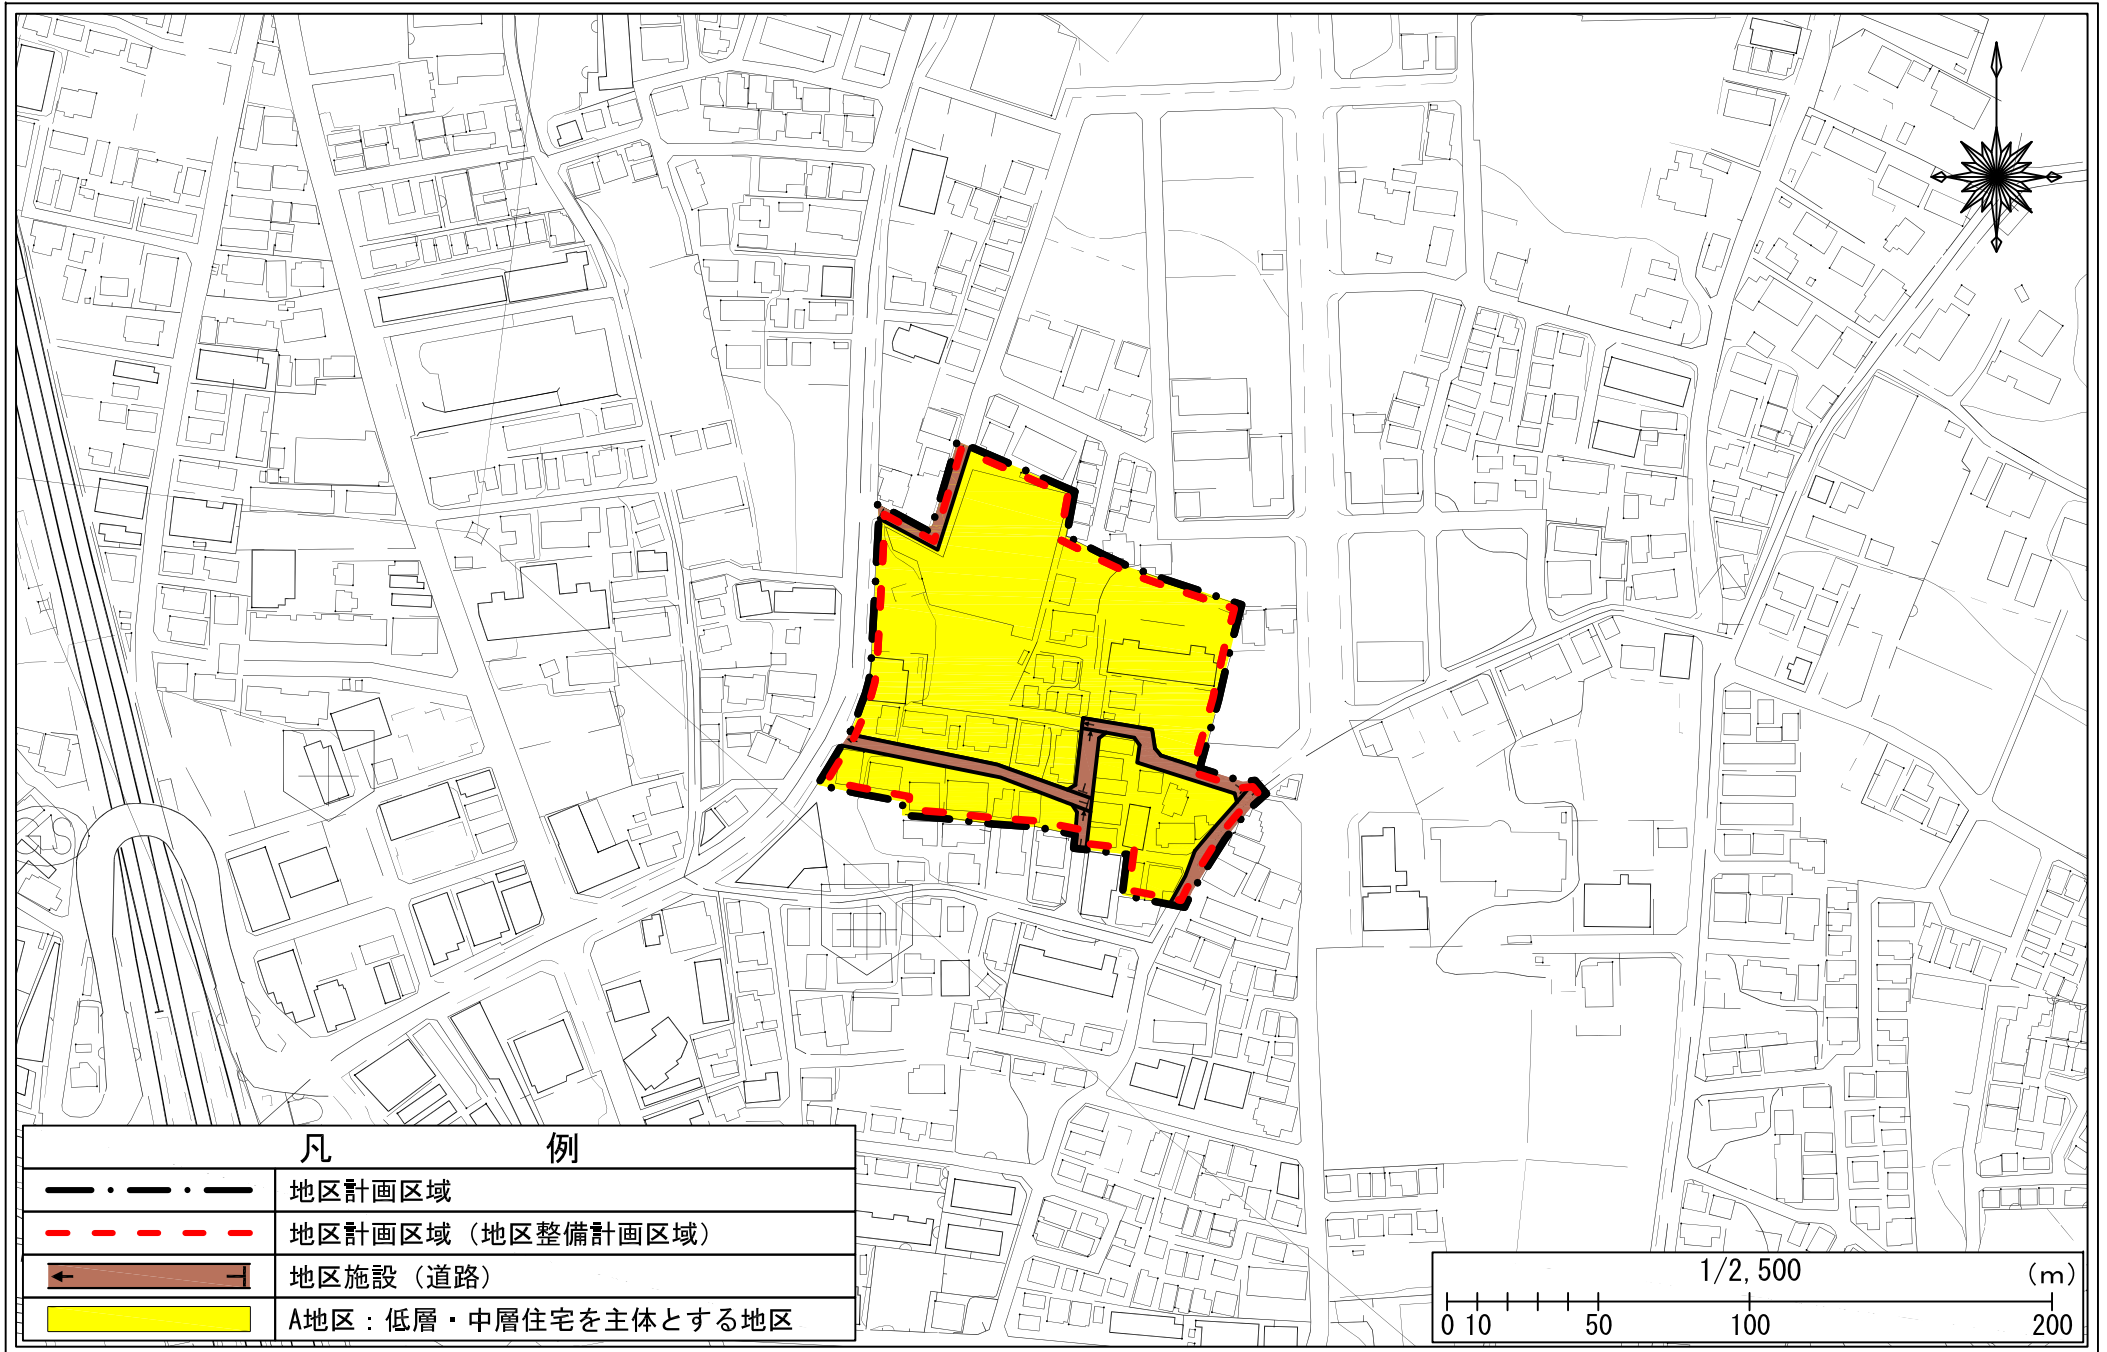 凡 例
地区計画区域
地区計画区域（地区整備計画区域）
地区施設（道路）
A地区：低層・中層住宅を主体とする地区
1/2,500 (m)
0 10 50 100 200